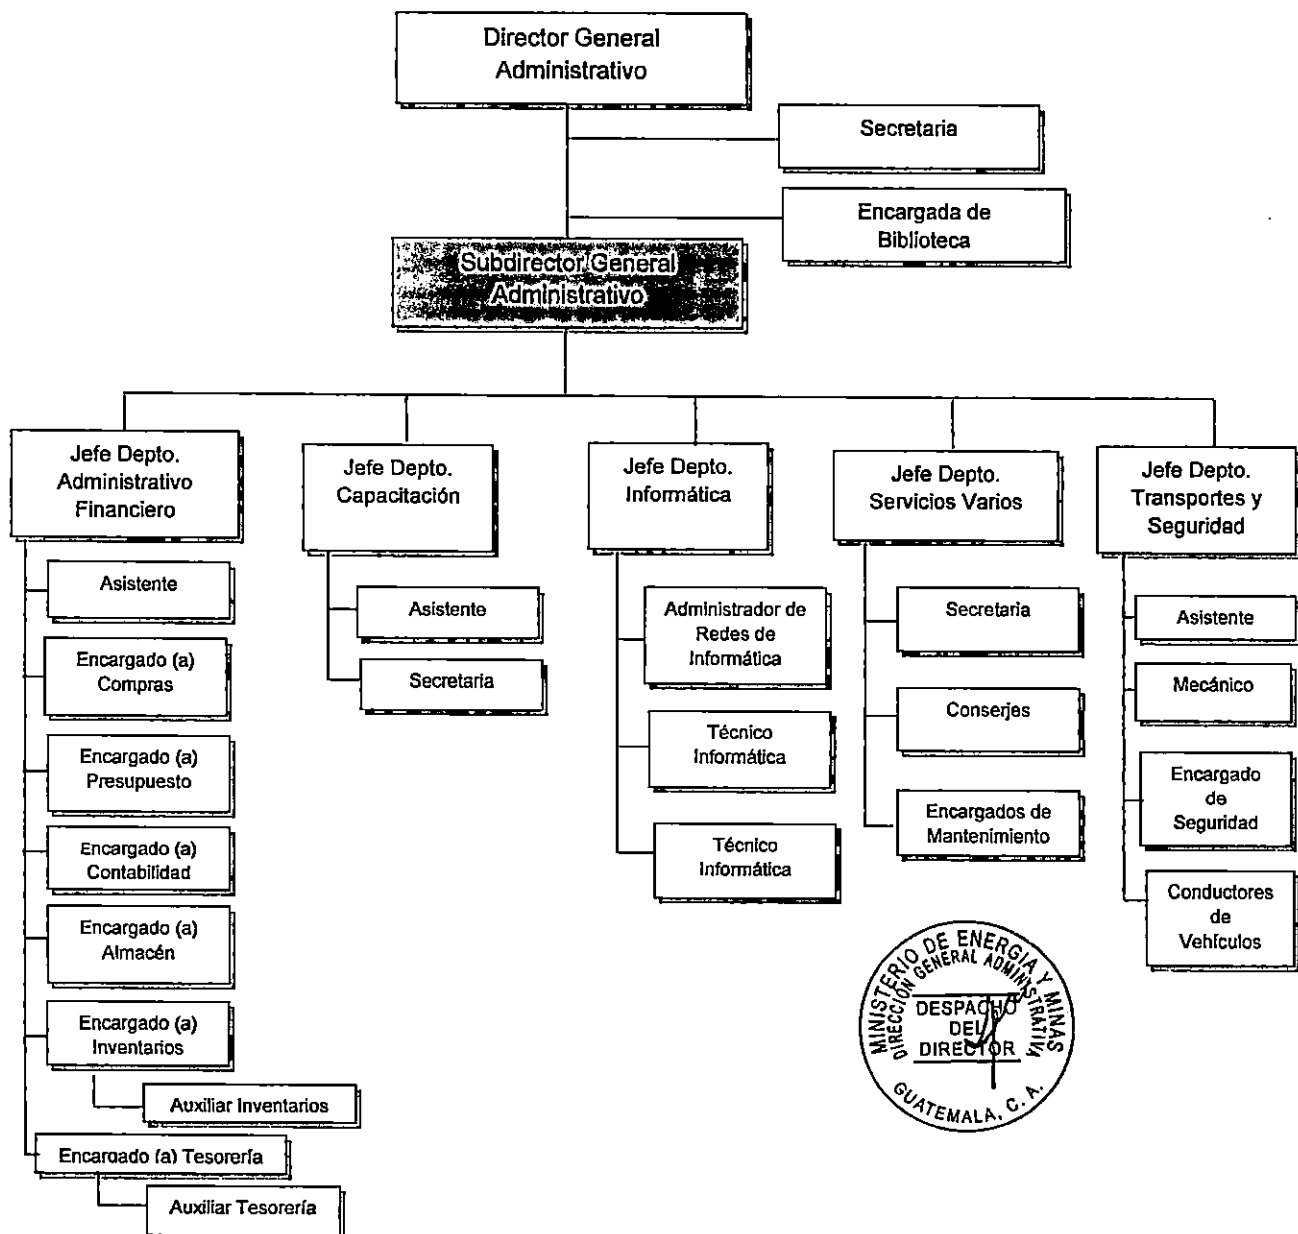 Director General
Administrativo
Secretaria
Encargada de
Biblioteca
Subdirector General
Administrativo
Jefe Depto.
Administrativo
Financiero
Asistente
Encargado (a)
Compras
Encargado (a)
Presupuesto
Encargado (a)
Contabilidad
Encargado (a)
Almacén
Encargado (a)
Inventarios
Auxiliar Inventarios
Encargado (a) Tesorería
Auxiliar Tesorería
Jefe Depto.
Capacitación
Asistente
Secretaria
Jefe Depto.
Informática
Administrador de
Redes de
Informática
Técnico
Informática
Técnico
Informática
Jefe Depto.
Servicios Varios
Secretaria
Conserjes
Encargados de
Mantenimiento
Jefe Depto.
Transportes y
Seguridad
Asistente
Mecánico
Encargado
de
Seguridad
Conductores
de
Vehículos
MINISTERIO DE ENERGIA Y MINAS
DIRECCIÓN GENERAL ADMINISTRATIVA
DESPACHO
DEL
DIRECTOR
GUATEMALA, C. A.